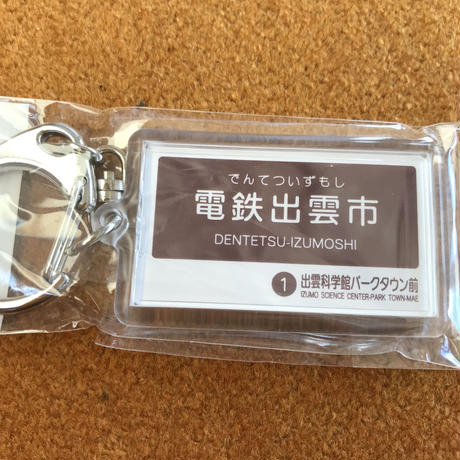 でんてついずもし
電鉄出雲市
DENTETSU-IZUMOSHI
1 出雲科学館パークタウン前
IZUMO SCIENCE CENTER-PARK TOWN-MAE